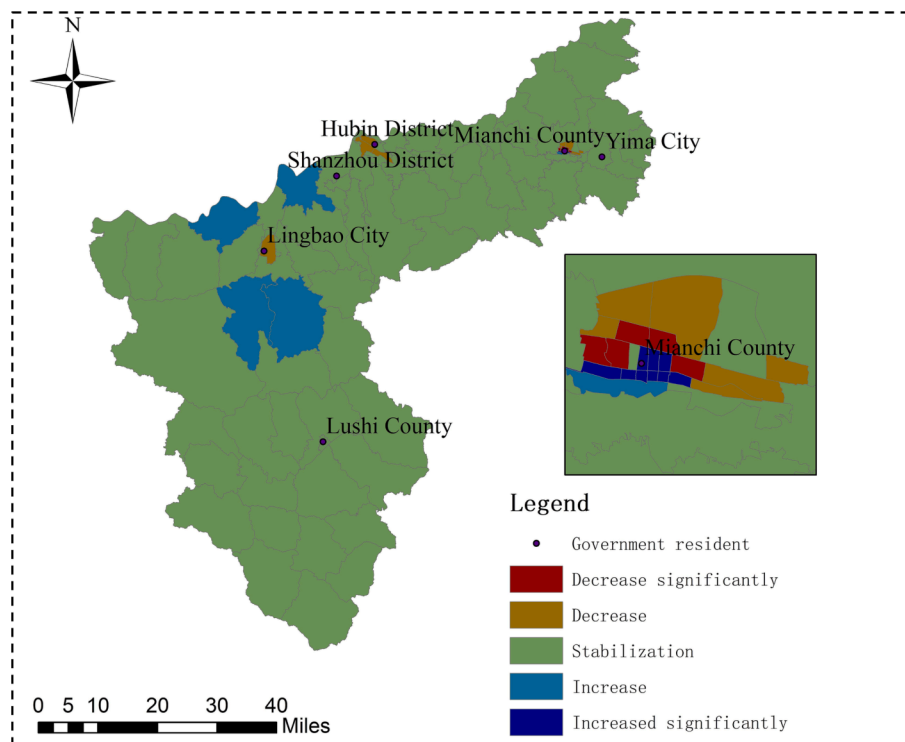 N
Hubin District
Mianchi County
Yima City
Shanzhou District
Lingbao City
Mianchi County
Lushi County
Legend
Government resident
Decrease significantly
Decrease
Stabilization
Increase
Increased significantly
0 5 10 20 30 40
Miles